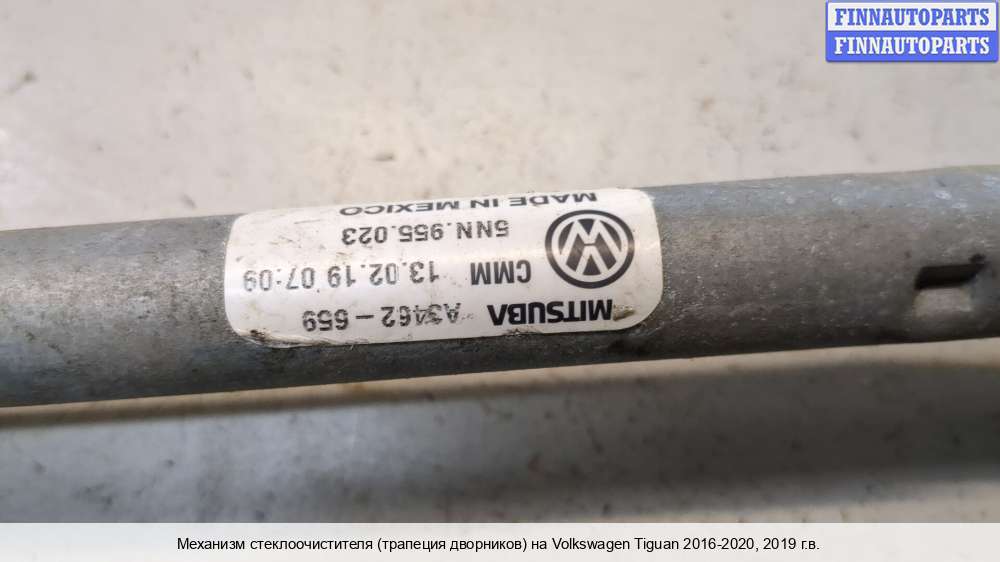 FINNAUTOPARTS
FINNAUTOPARTS
MITSUBA A3462-659
CMM 13.02.19 07:09
5NN.955.023
MADE IN MEXICO
Механизм стеклоочистителя (трапеция дворников) на Volkswagen Tiguan 2016-2020, 2019 г.в.